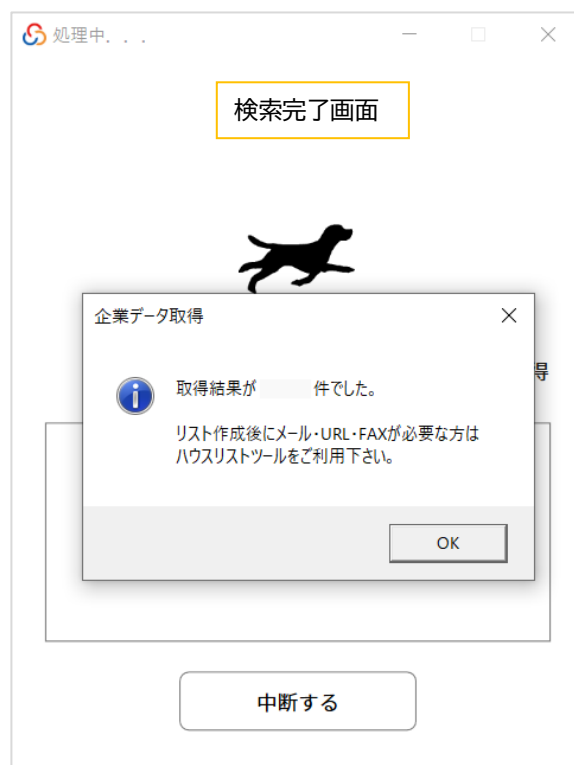 処理中. . .
検索完了画面
企業データ取得
得
取得結果が 件でした。
リスト作成後にメール・URL・FAXが必要な方は
ハウスリストツールをご利用下さい。
OK
中断する